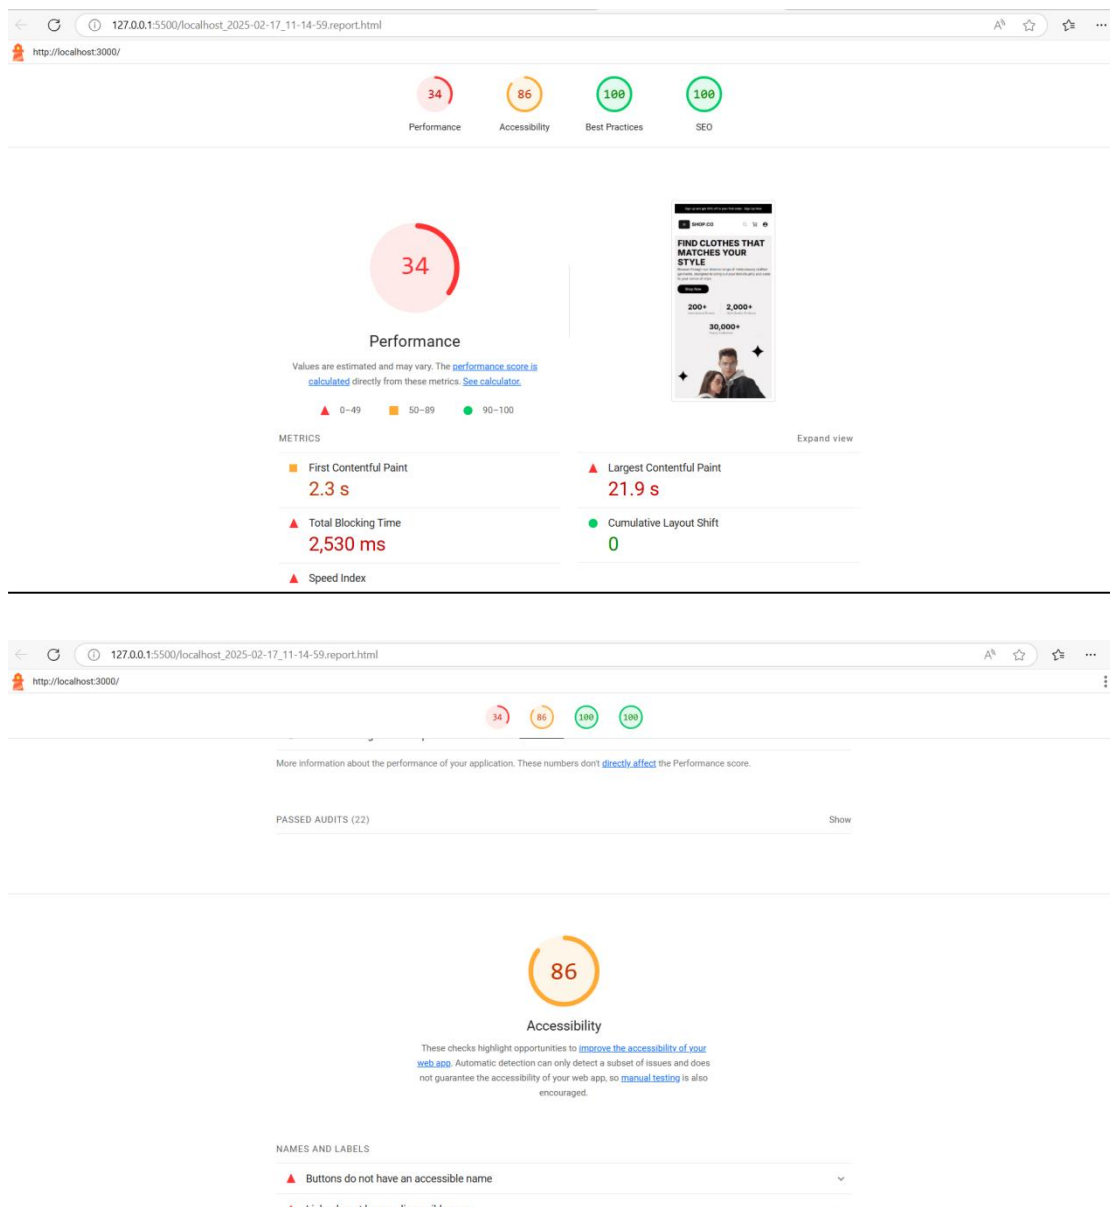 127.0.0.1:5500/localhost_2025-02-17_11-14-59.report.html
http://localhost:3000/
34
86
100
100
Performance
Accessibility
Best Practices
SEO
34
Performance
Values are estimated and may vary. The performance score is
calculated directly from these metrics. See calculator.
0–49
50–89
90–100
SHOP.CO
FIND CLOTHES THAT
MATCHES YOUR
STYLE
Shop Now
200+
2,000+
30,000+
METRICS
Expand view
First Contentful Paint
2.3 s
Largest Contentful Paint
21.9 s
Total Blocking Time
2,530 ms
Cumulative Layout Shift
0
Speed Index
127.0.0.1:5500/localhost_2025-02-17_11-14-59.report.html
http://localhost:3000/
34
86
100
100
More information about the performance of your application. These numbers don't directly affect the Performance score.
PASSED AUDITS (22)
Show
86
Accessibility
These checks highlight opportunities to improve the accessibility of your
web app. Automatic detection can only detect a subset of issues and does
not guarantee the accessibility of your web app, so manual testing is also
encouraged.
NAMES AND LABELS
Buttons do not have an accessible name